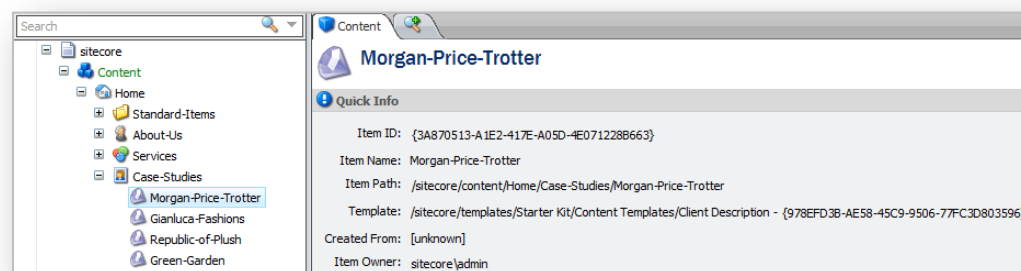 Search
sitecore
Content
Home
Standard-Items
About-Us
Services
Case-Studies
Morgan-Price-Trotter
Gianluca-Fashions
Republic-of-Plush
Green-Garden
Content
Morgan-Price-Trotter
Quick Info
Item ID: {3A870513-A1E2-417E-A05D-4E071228B663}
Item Name: Morgan-Price-Trotter
Item Path: /sitecore/content/Home/Case-Studies/Morgan-Price-Trotter
Template: /sitecore/templates/Starter Kit/Content Templates/Client Description - {978EFD3B-AE58-45C9-9506-77FC3D803596
Created From: [unknown]
Item Owner: sitecore\admin